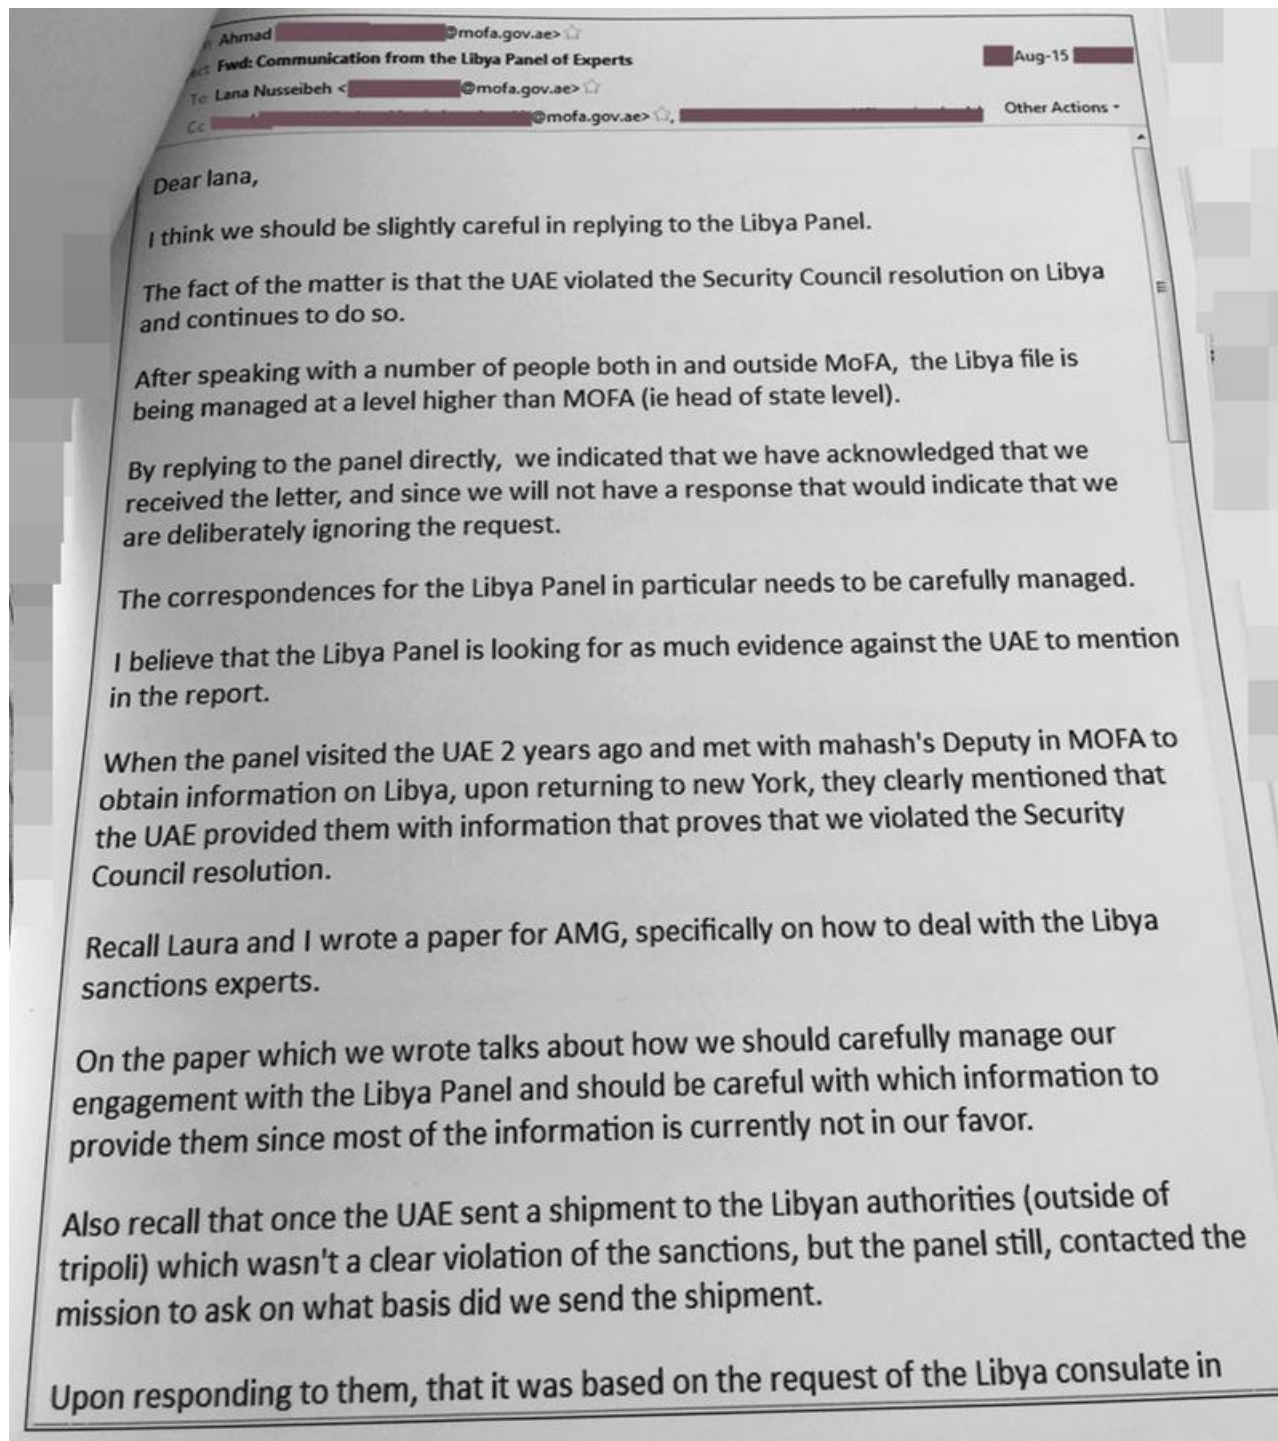 Ahmad @mofa.gov.ae>
Fwd: Communication from the Libya Panel of Experts
Aug-15
To Lana Nusseibeh < @mofa.gov.ae>
Cc @mofa.gov.ae> ,
Other Actions
Dear lana,
I think we should be slightly careful in replying to the Libya Panel.
The fact of the matter is that the UAE violated the Security Council resolution on Libya
and continues to do so.
After speaking with a number of people both in and outside MoFA, the Libya file is
being managed at a level higher than MOFA (ie head of state level).
By replying to the panel directly, we indicated that we have acknowledged that we
received the letter, and since we will not have a response that would indicate that we
are deliberately ignoring the request.
The correspondences for the Libya Panel in particular needs to be carefully managed.
I believe that the Libya Panel is looking for as much evidence against the UAE to mention
in the report.
When the panel visited the UAE 2 years ago and met with mahash's Deputy in MOFA to
obtain information on Libya, upon returning to new York, they clearly mentioned that
the UAE provided them with information that proves that we violated the Security
Council resolution.
Recall Laura and I wrote a paper for AMG, specifically on how to deal with the Libya
sanctions experts.
On the paper which we wrote talks about how we should carefully manage our
engagement with the Libya Panel and should be careful with which information to
provide them since most of the information is currently not in our favor.
Also recall that once the UAE sent a shipment to the Libyan authorities (outside of
tripoli) which wasn't a clear violation of the sanctions, but the panel still, contacted the
mission to ask on what basis did we send the shipment.
Upon responding to them, that it was based on the request of the Libya consulate in